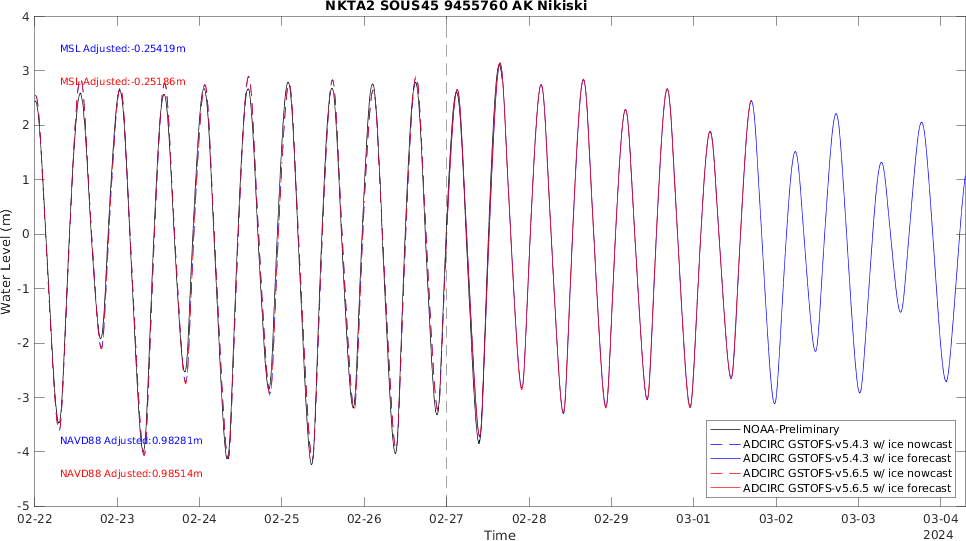 NKTA2 SOUS45 9455760 AK Nikiski
4
3
2
1
0
-1
-2
-3
-4
-5
Water Level (m)
MSL Adjusted:-0.25419m
MSL Adjusted:-0.25186m
NAVD88 Adjusted:0.98281m
NAVD88 Adjusted:0.98514m
NOAA-Preliminary
ADCIRC GSTOFS-v5.4.3 w/ ice nowcast
ADCIRC GSTOFS-v5.4.3 w/ ice forecast
ADCIRC GSTOFS-v5.6.5 w/ ice nowcast
ADCIRC GSTOFS-v5.6.5 w/ ice forecast
02-22 02-23 02-24 02-25 02-26 02-27 02-28 02-29 03-01 03-02 03-03 03-04
2024
Time